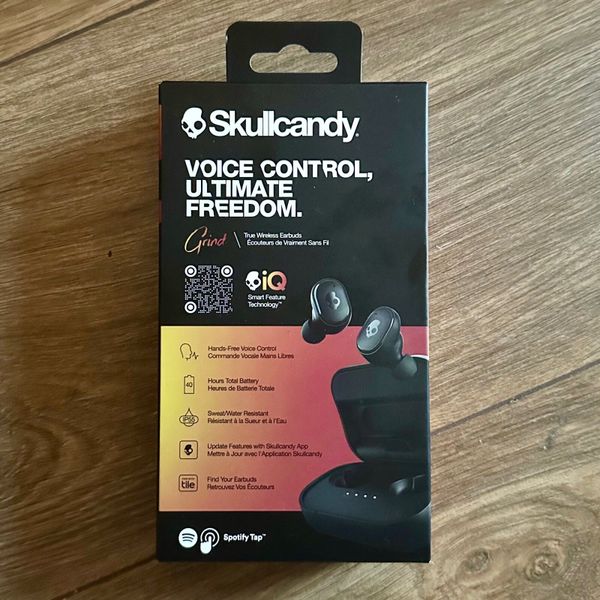 Skullcandy
VOICE CONTROL,
ULTIMATE
FREEDOM.
Grind
True Wireless Earbuds
Écouteurs de Vraiment Sans Fil
iQ
Smart Feature
Technology™
Hands-Free Voice Control
Commande Vocale Mains Libres
40
Hours Total Battery
Heures de Batterie Totale
IP55
Sweat/Water Resistant
Résistant à la Sueur et à l'Eau
Update Features with Skullcandy App
Mettre à Jour avec l'Application Skullcandy
tile
Find Your Earbuds
Retrouvez Vos Écouteurs
Spotify Tap™